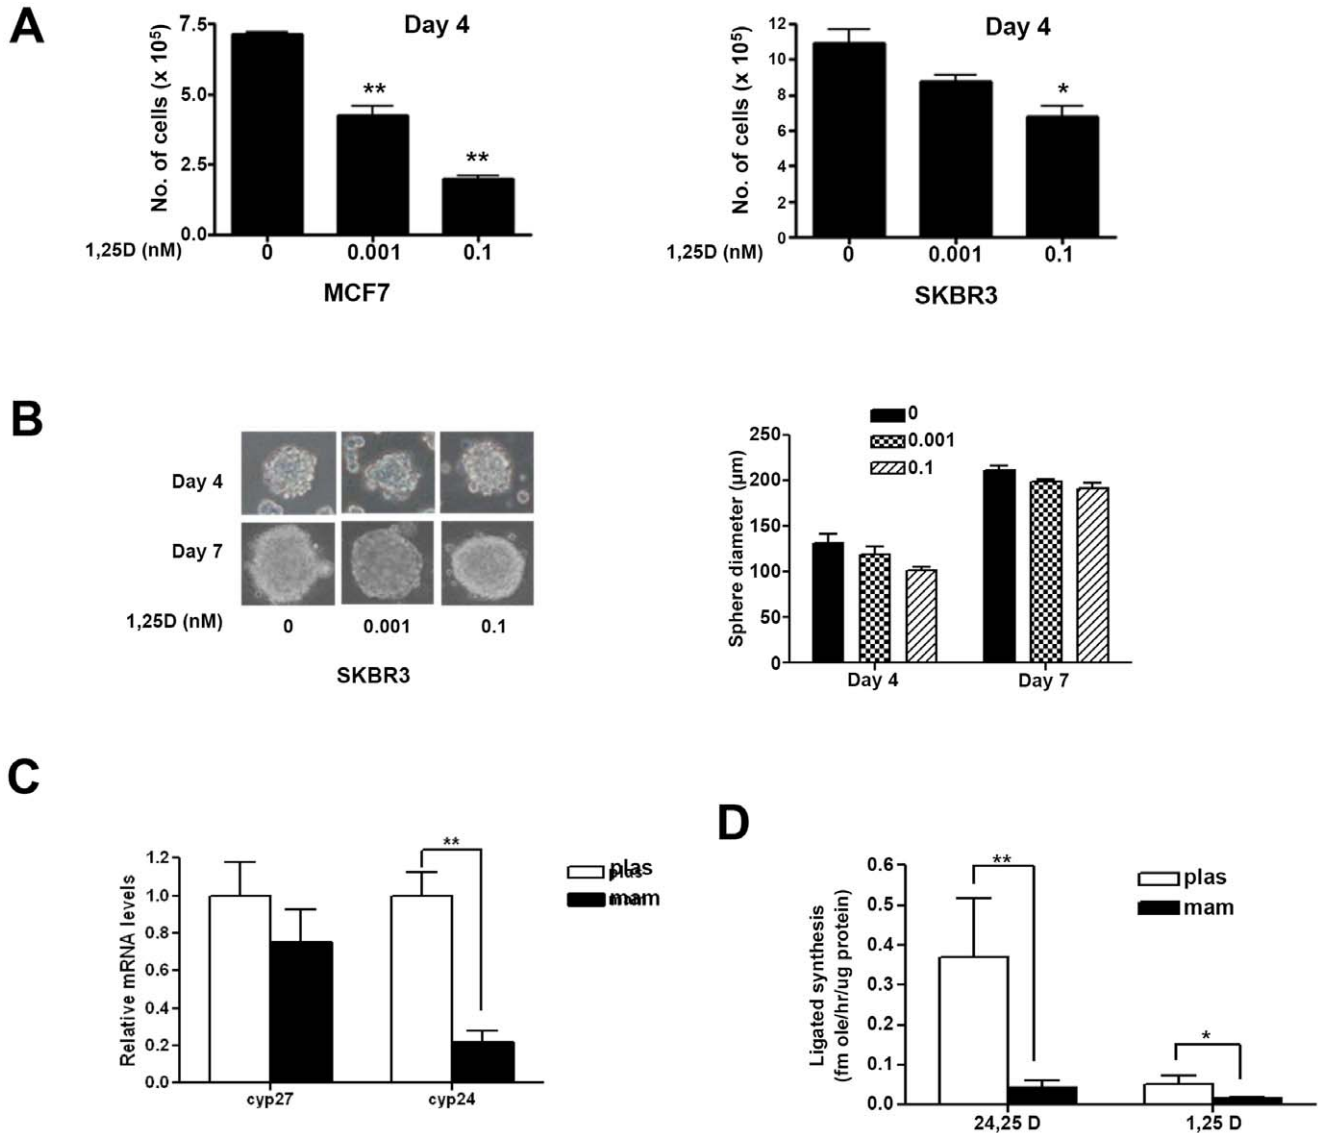 A
Day 4
No. of cells (x 10⁵)
7.5
5.0
2.5
0.0
**
**
1,25D (nM)
0
0.001
0.1
MCF7
Day 4
No. of cells (x 10⁵)
12
10
8
6
4
2
0
*
1,25D (nM)
0
0.001
0.1
SKBR3
B
Day 4
Day 7
1,25D (nM)
0
0.001
0.1
SKBR3
0
0.001
0.1
Sphere diameter (μm)
250
200
150
100
50
0
Day 4
Day 7
C
Relative mRNA levels
1.2
1.0
0.8
0.6
0.4
0.2
0.0
**
cyp27
cyp24
plas
mam
D
Ligated synthesis
(fm ole/hr/ug protein)
0.6
0.5
0.4
0.3
0.2
0.1
0.0
**
*
24,25 D
1,25 D
plas
mam